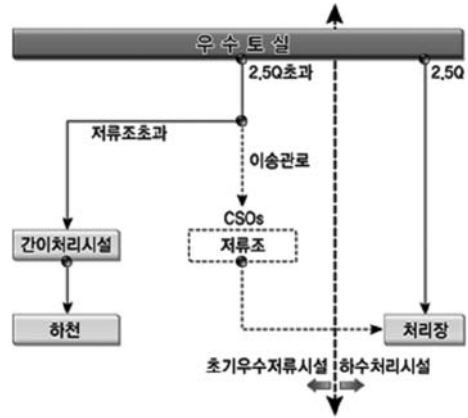 우수토실
2.5Q초과
2.5Q
저류조초과
이송관로
CSOs
간이처리시설
저류조
하천
처리장
초기우수저류시설
하수처리시설